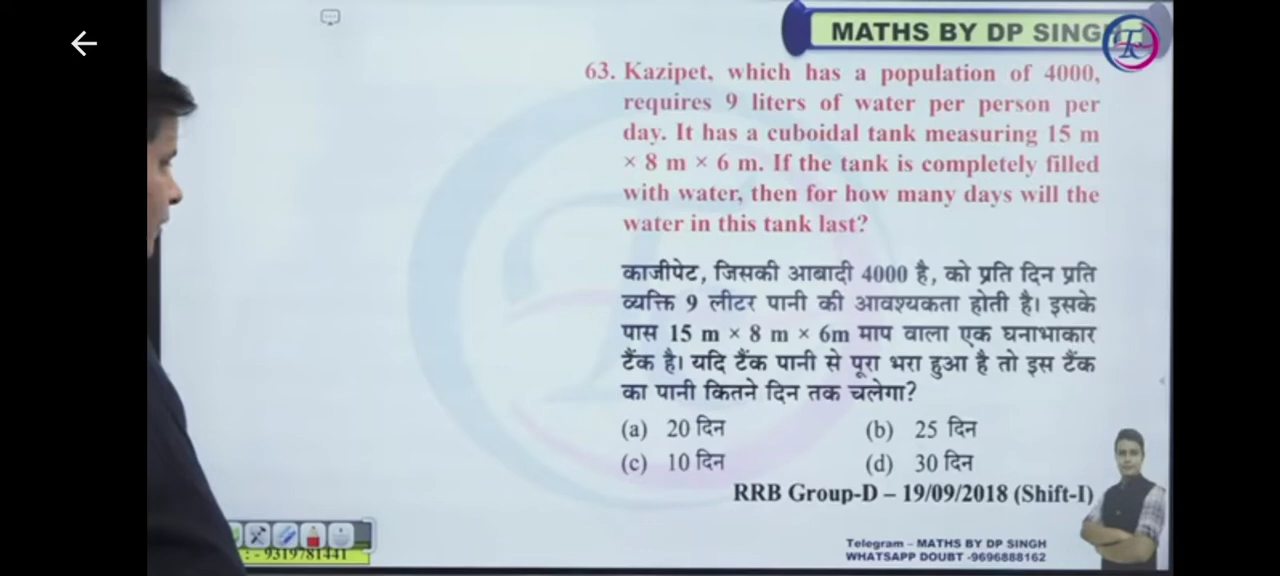 MATHS BY DP SING
63. Kazipet, which has a population of 4000,
requires 9 liters of water per person per
day. It has a cuboidal tank measuring 15 m
× 8 m × 6 m. If the tank is completely filled
with water, then for how many days will the
water in this tank last?
काजीपेट, जिसकी आबादी 4000 है, को प्रति दिन प्रति
व्यक्ति 9 लीटर पानी की आवश्यकता होती है। इसके
पास 15 m × 8 m × 6m माप वाला एक घनाभाकार
टैंक है। यदि टैंक पानी से पूरा भरा हुआ है तो इस टैंक
का पानी कितने दिन तक चलेगा?
(a) 20 दिन (b) 25 दिन
(c) 10 दिन (d) 30 दिन
RRB Group-D – 19/09/2018 (Shift-I)
: - 9319781441
Telegram – MATHS BY DP SINGH
WHATSAPP DOUBT -9696888162